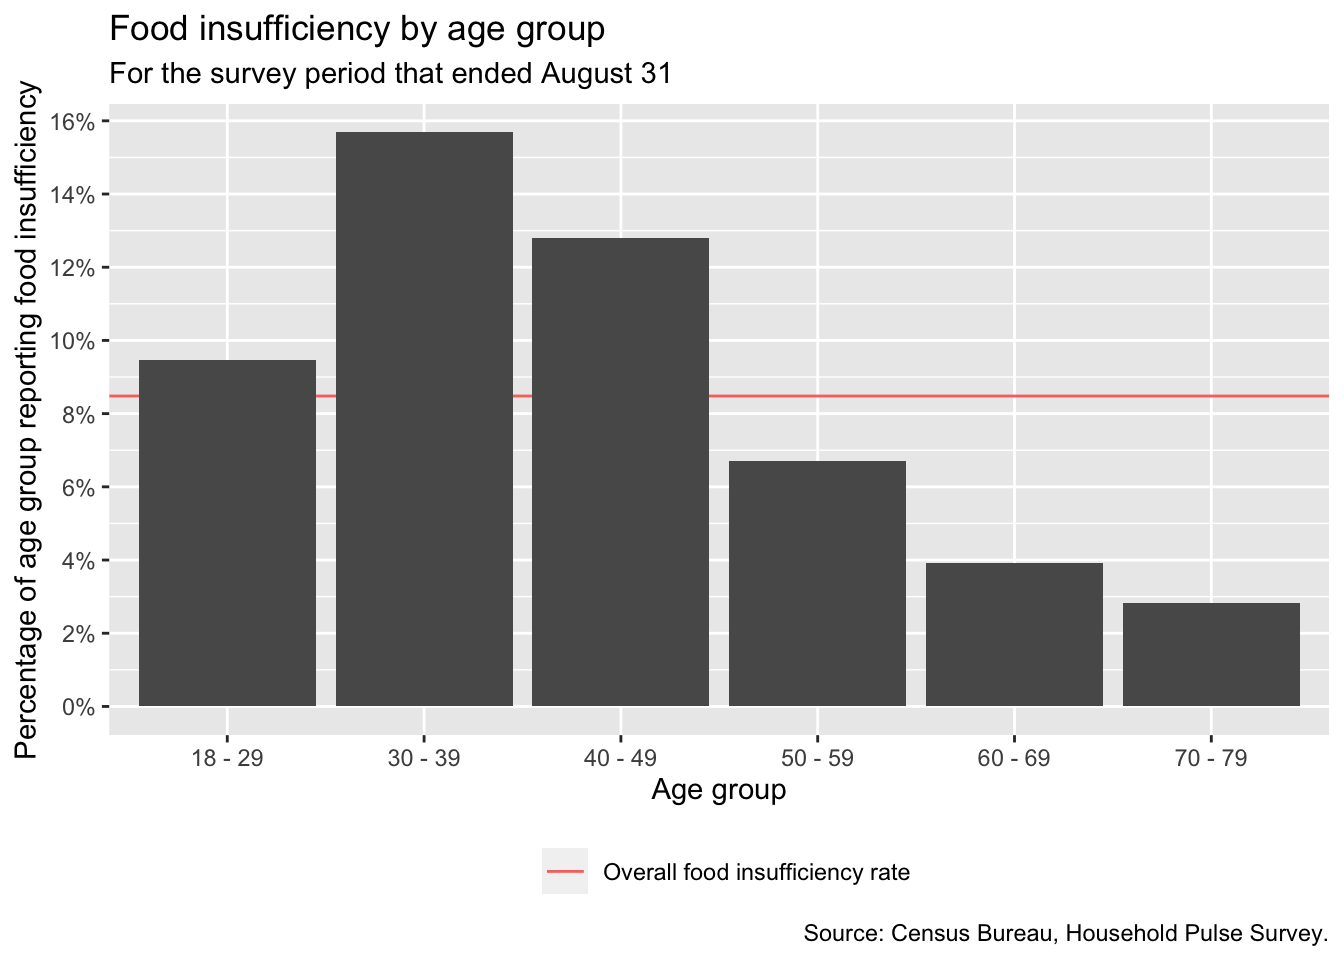 Food insufficiency by age group
For the survey period that ended August 31
Percentage of age group reporting food insufficiency
16%
14%
12%
10%
8%
6%
4%
2%
0%
18 - 29
30 - 39
40 - 49
50 - 59
60 - 69
70 - 79
Age group
Overall food insufficiency rate
Source: Census Bureau, Household Pulse Survey.